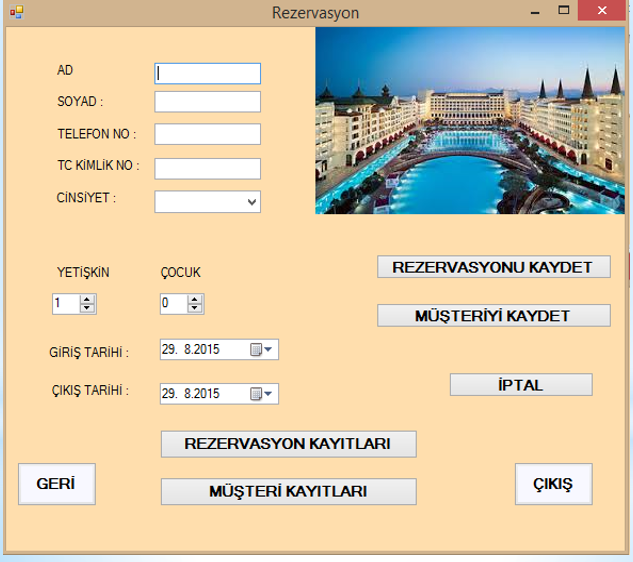 Rezervasyon
AD
SOYAD :
TELEFON NO :
TC KİMLİK NO :
CİNSİYET :
YETİŞKİN ÇOCUK
1 0
GİRİŞ TARİHİ : 29. 8.2015
ÇIKIŞ TARİHİ : 29. 8.2015
REZERVASYONU KAYDET
MÜŞTERİYİ KAYDET
İPTAL
REZERVASYON KAYITLARI
MÜŞTERİ KAYITLARI
GERİ
ÇIKIŞ